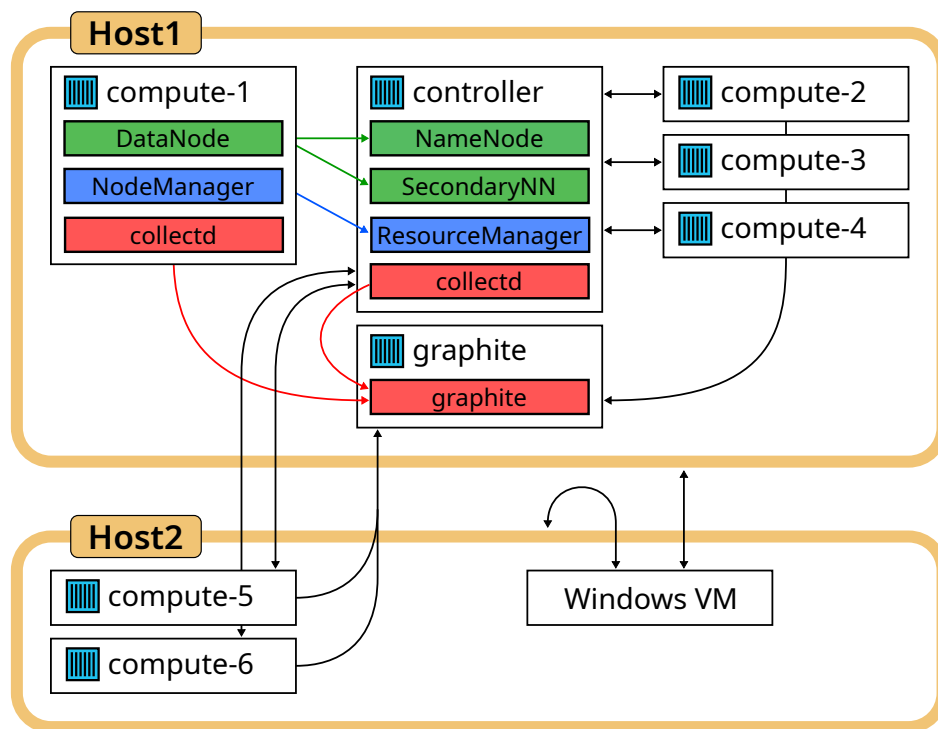 Host1
compute-1
DataNode
NodeManager
collectd
controller
NameNode
SecondaryNN
ResourceManager
collectd
graphite
graphite
compute-2
compute-3
compute-4
Host2
compute-5
compute-6
Windows VM